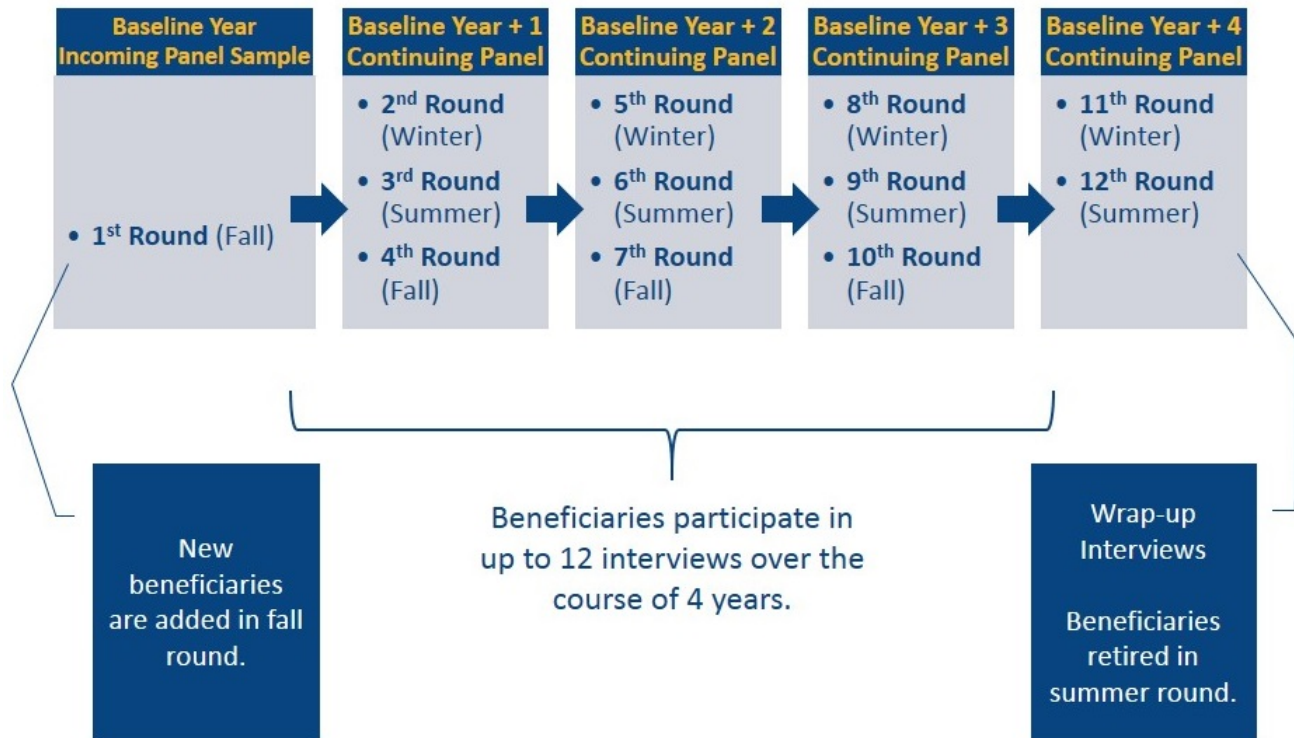 Baseline Year
Incoming Panel Sample
• 1st Round (Fall)
Baseline Year + 1
Continuing Panel
• 2nd Round
(Winter)
• 3rd Round
(Summer)
• 4th Round
(Fall)
Baseline Year + 2
Continuing Panel
• 5th Round
(Winter)
• 6th Round
(Summer)
• 7th Round
(Fall)
Baseline Year + 3
Continuing Panel
• 8th Round
(Winter)
• 9th Round
(Summer)
• 10th Round
(Fall)
Baseline Year + 4
Continuing Panel
• 11th Round
(Winter)
• 12th Round
(Summer)
New
beneficiaries
are added in fall
round.
Beneficiaries participate in
up to 12 interviews over the
course of 4 years.
Wrap-up
Interviews
Beneficiaries
retired in
summer round.